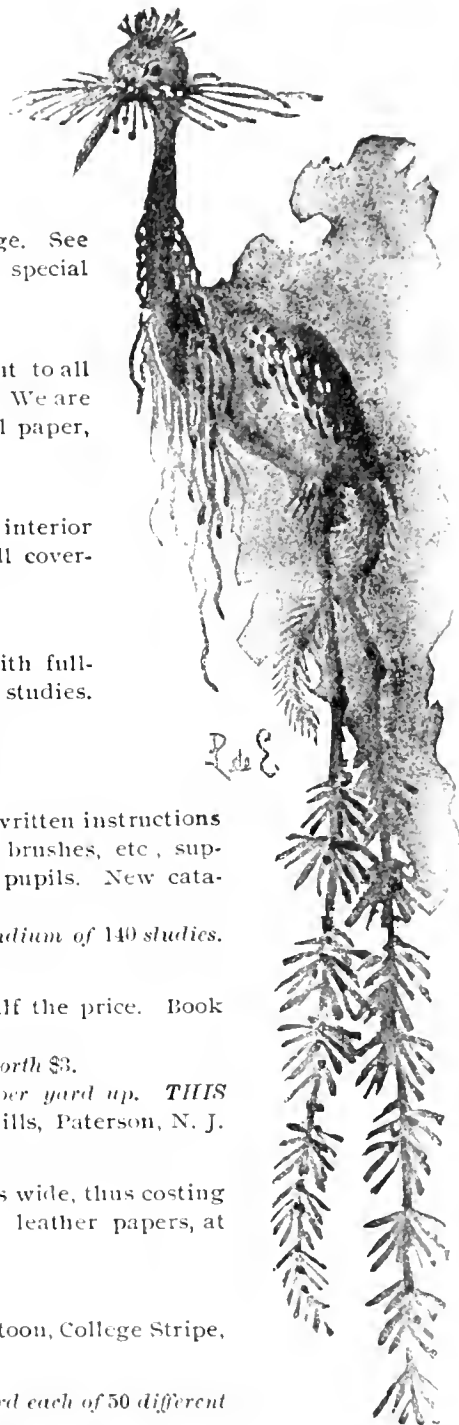 ge. See
special
at to all
We are
l paper,
interior
ll cover-
ith full-
studies.
R de E.
written instructions
brushes, etc , sup-
pupils. New cata-
ndium of 140 studies.
lf the price. Book
orth $3.
per yard up. THIS
ills, Paterson, N. J.
s wide, thus costing
leather papers, at
toon, College Stripe,
rd each of 50 different